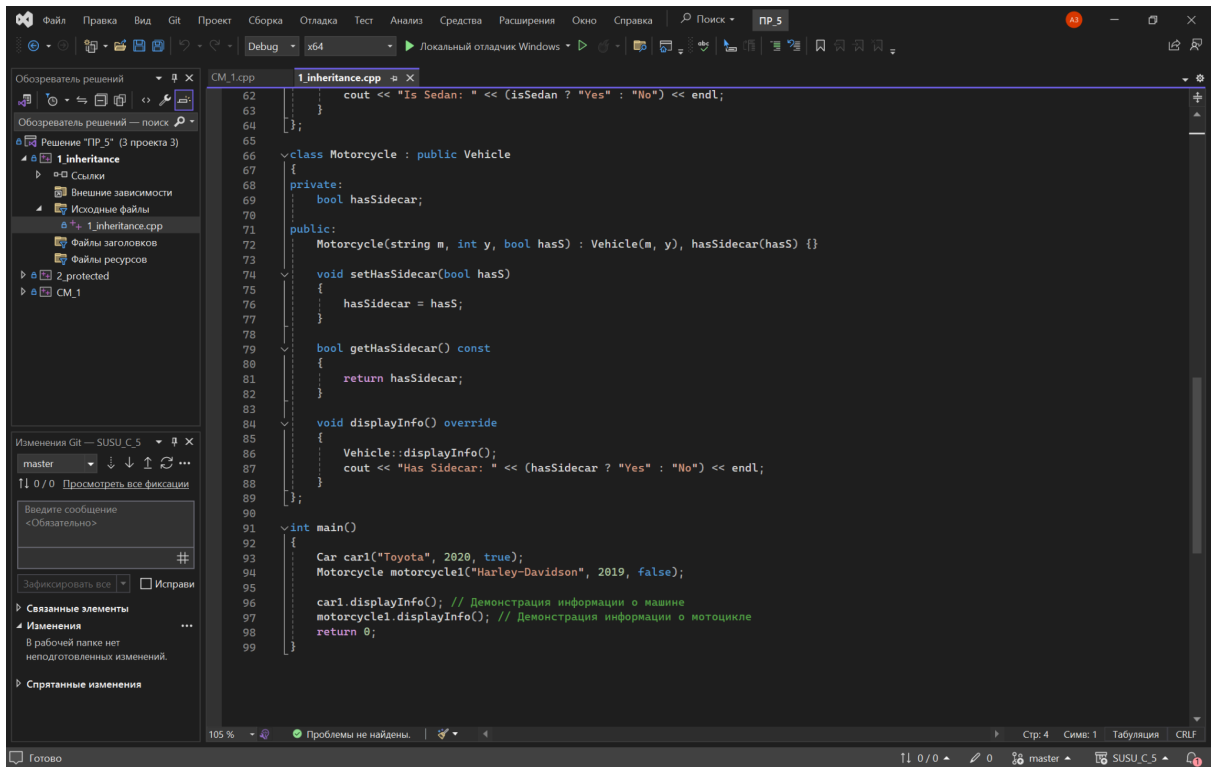 Файл Правка Вид Git Проект Сборка Отладка Тест Анализ Средства Расширения Окно Справка Поиск ПР_5 АЗ
Debug x64 Локальный отладчик Windows
Обозреватель решений
Обозреватель решений — поиск
Решение "ПР_5" (3 проекта 3)
1_inheritance
Ссылки
Внешние зависимости
Исходные файлы
1_inheritance.cpp
Файлы заголовков
Файлы ресурсов
2_protected
CM_1
Изменения Git — SUSU_C_5
master
0 / 0 Просмотреть все фиксации
Введите сообщение
<Обязательно>
Зафиксировать все Исправи
Связанные элементы
Изменения
В рабочей папке нет
неподготовленных изменений.
Спрятанные изменения
CM_1.cpp 1_inheritance.cpp
62 cout << "Is Sedan: " << (isSedan ? "Yes" : "No") << endl;
63 }
64 };
65
66 class Motorcycle : public Vehicle
67 {
68 private:
69 bool hasSidecar;
70
71 public:
72 Motorcycle(string m, int y, bool hasS) : Vehicle(m, y), hasSidecar(hasS) {}
73
74 void setHasSidecar(bool hasS)
75 {
76 hasSidecar = hasS;
77 }
78
79 bool getHasSidecar() const
80 {
81 return hasSidecar;
82 }
83
84 void displayInfo() override
85 {
86 Vehicle::displayInfo();
87 cout << "Has Sidecar: " << (hasSidecar ? "Yes" : "No") << endl;
88 }
89 };
90
91 int main()
92 {
93 Car car1("Toyota", 2020, true);
94 Motorcycle motorcycle1("Harley-Davidson", 2019, false);
95
96 car1.displayInfo(); // Демонстрация информации о машине
97 motorcycle1.displayInfo(); // Демонстрация информации о мотоцикле
98 return 0;
99 }
105 % Проблемы не найдены. Стр: 4 Симв: 1 Табуляция CRLF
Готово 0 / 0 0 master SUSU_C_5 1